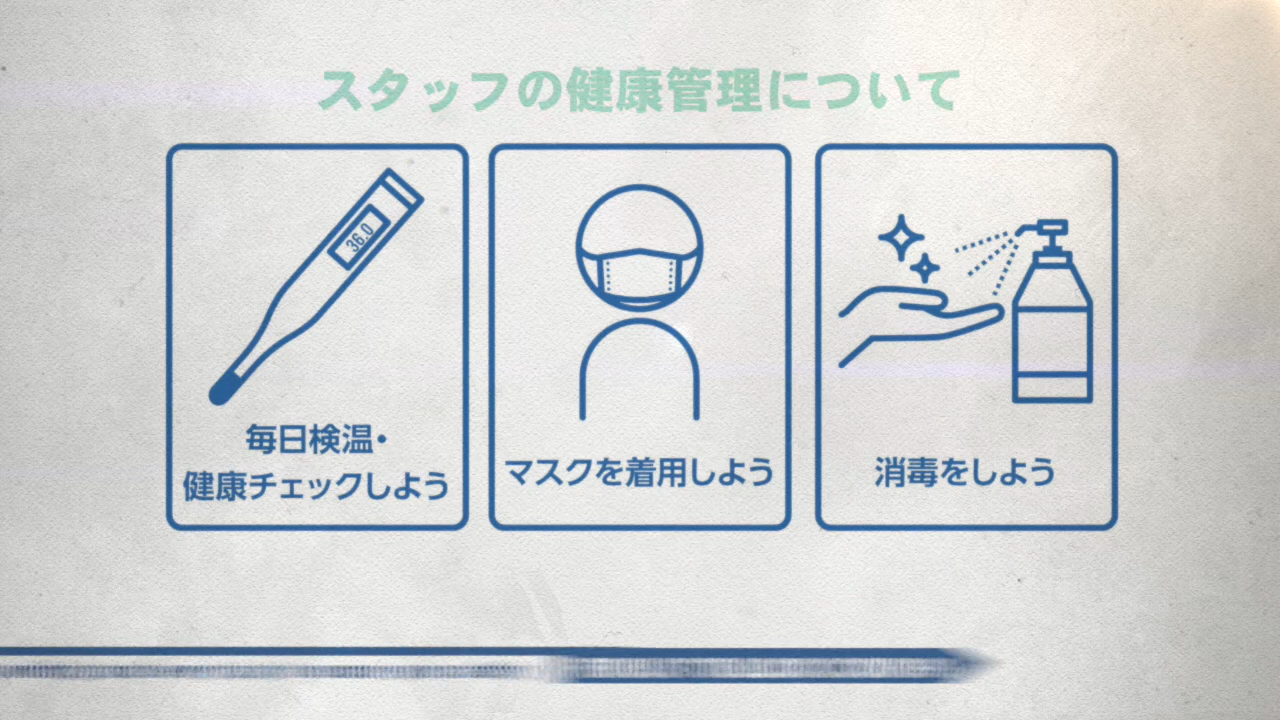 スタッフの健康管理について
36.0
毎日検温・
健康チェックしよう
マスクを着用しよう
消毒をしよう